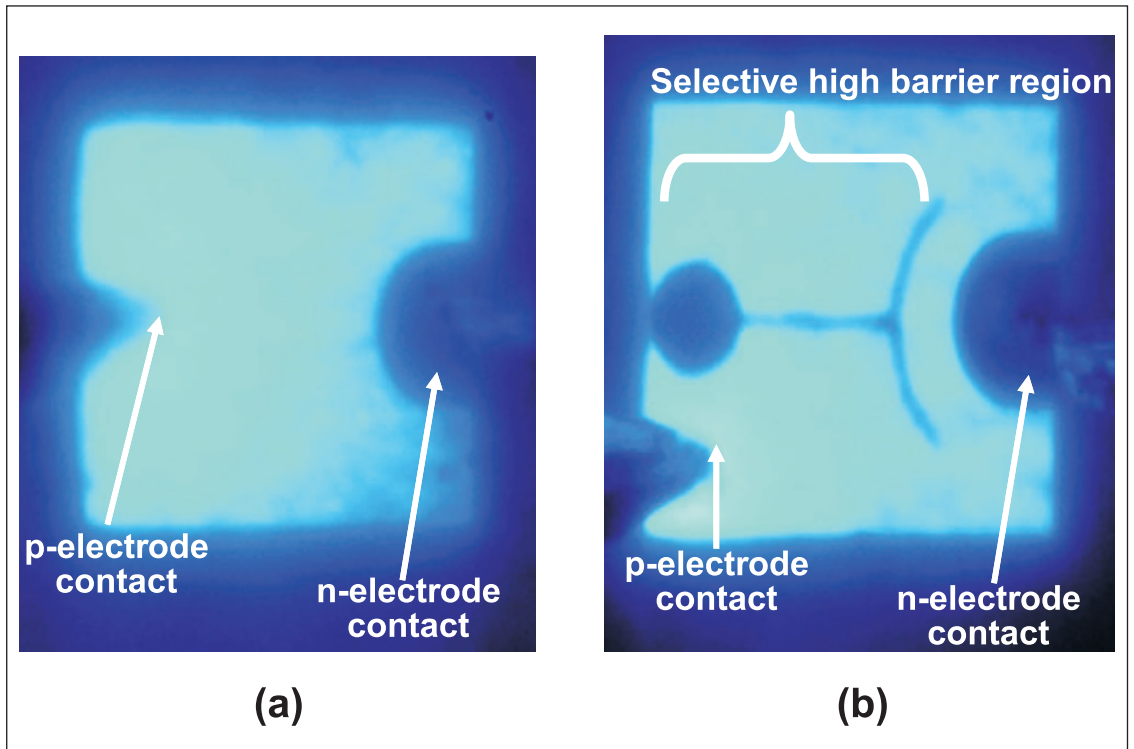 Selective high barrier region
p-electrode
contact
n-electrode
contact
p-electrode
contact
n-electrode
contact
(a)
(b)